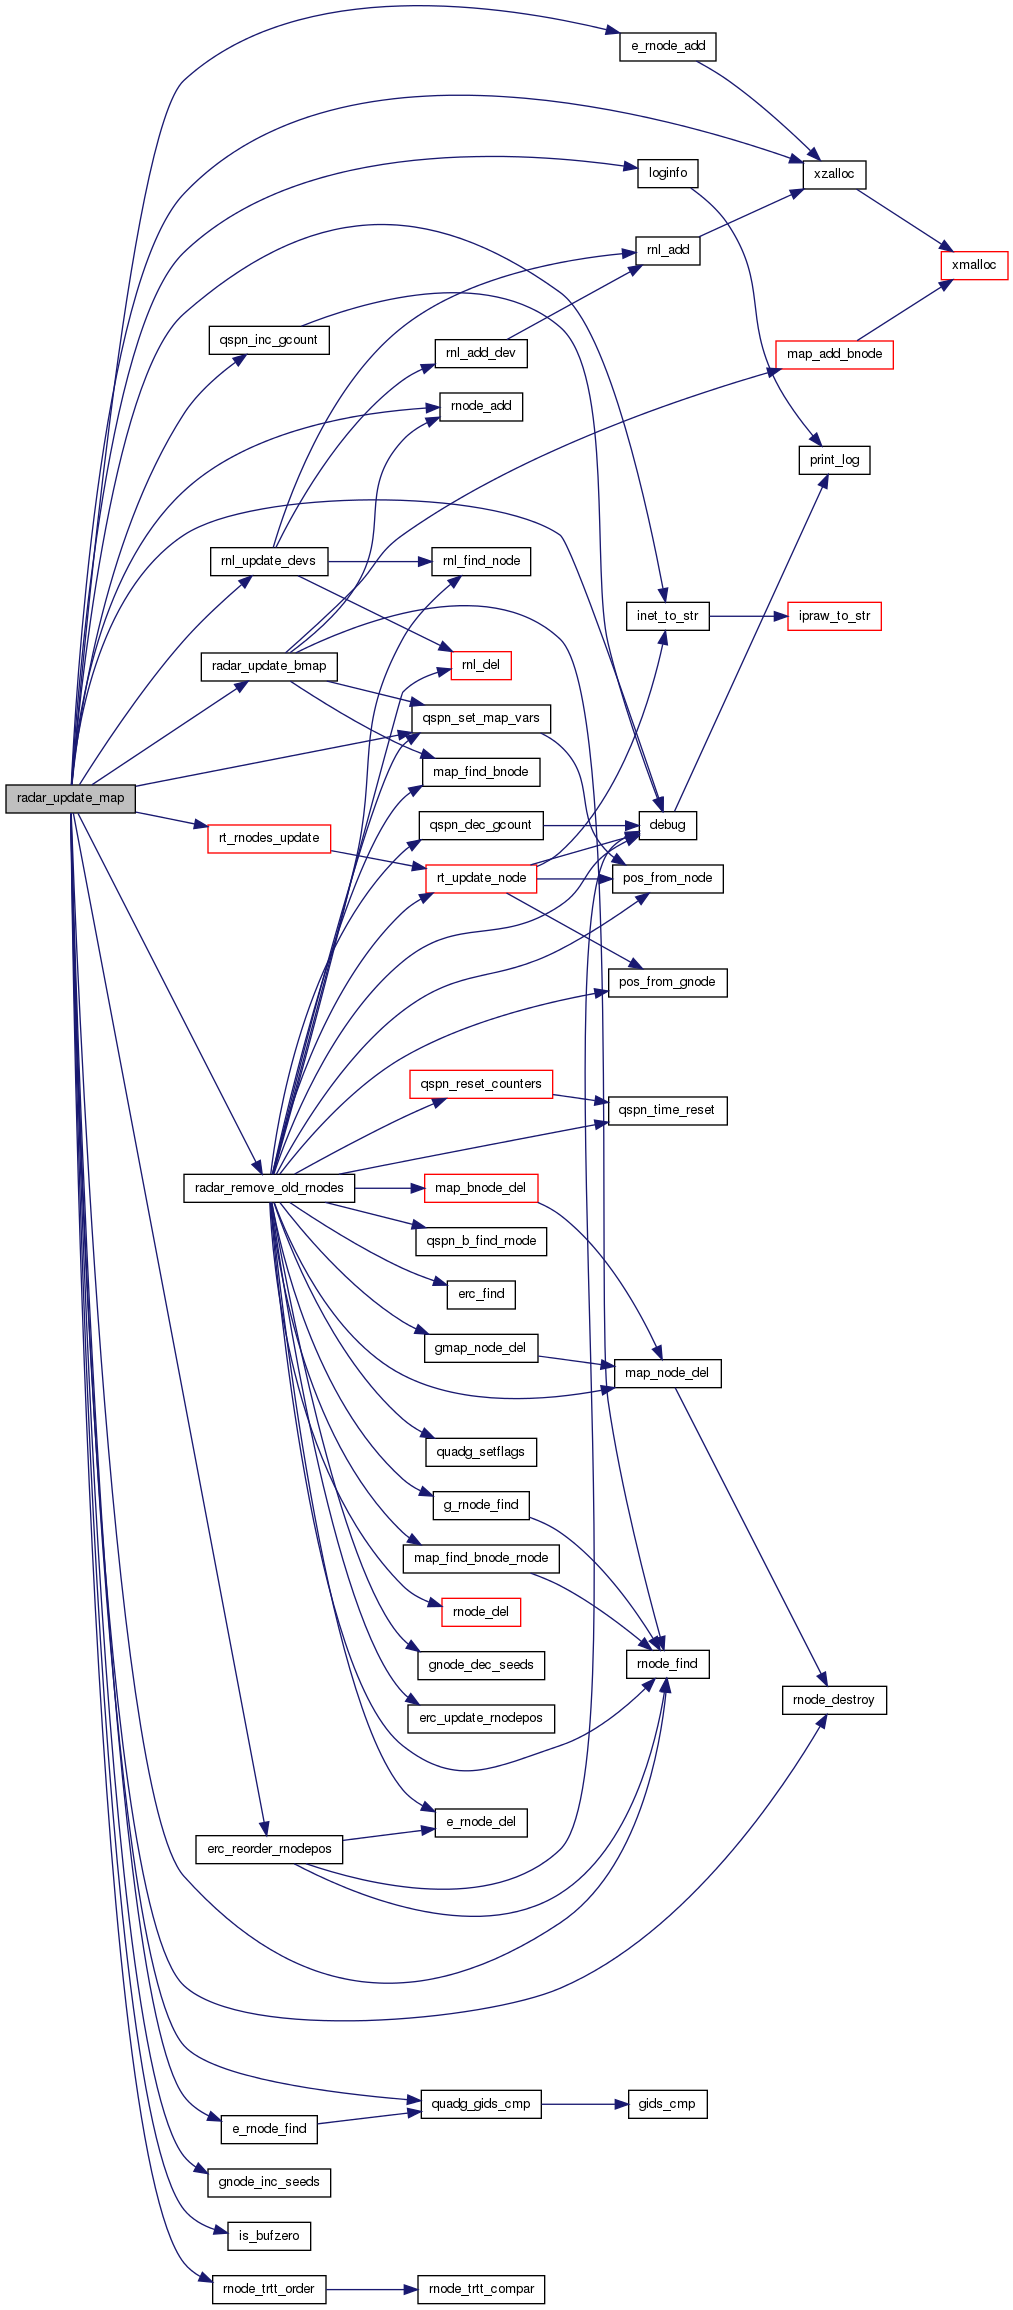 e_rnode_add
xzalloc
loginfo
rnl_add
xmalloc
qspn_inc_gcount
rnl_add_dev
map_add_bnode
rnode_add
print_log
rnl_update_devs
rnl_find_node
inet_to_str
ipraw_to_str
radar_update_bmap
rnl_del
qspn_set_map_vars
map_find_bnode
radar_update_map
qspn_dec_gcount
debug
rt_rnodes_update
rt_update_node
pos_from_node
pos_from_gnode
qspn_reset_counters
qspn_time_reset
radar_remove_old_rnodes
map_bnode_del
qspn_b_find_rnode
erc_find
gmap_node_del
map_node_del
quadg_setflags
g_rnode_find
map_find_bnode_rnode
rnode_del
gnode_dec_seeds
rnode_find
rnode_destroy
erc_update_rnodepos
e_rnode_del
erc_reorder_rnodepos
quadg_gids_cmp
gids_cmp
e_rnode_find
gnode_inc_seeds
is_bufzero
rnode_trtt_order
rnode_trtt_compar